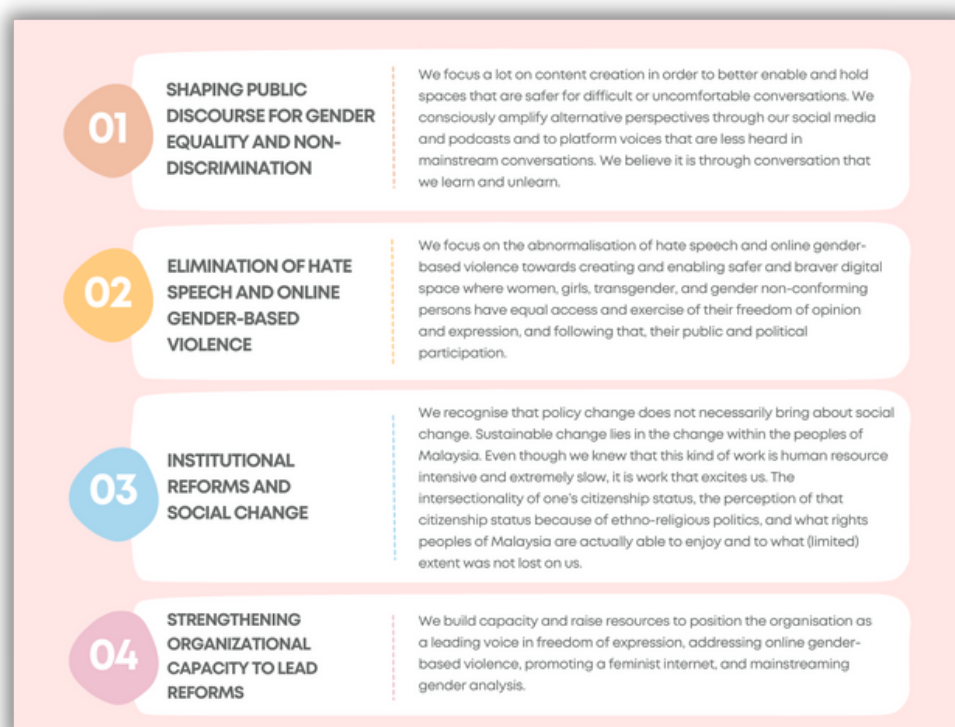 01
SHAPING PUBLIC
DISCOURSE FOR GENDER
EQUALITY AND NON-
DISCRIMINATION
We focus a lot on content creation in order to better enable and hold
spaces that are safer for difficult or uncomfortable conversations. We
consciously amplify alternative perspectives through our social media
and podcasts and to platform voices that are less heard in
mainstream conversations. We believe it is through conversation that
we learn and unlearn.
02
ELIMINATION OF HATE
SPEECH AND ONLINE
GENDER-BASED
VIOLENCE
We focus on the abnormalisation of hate speech and online gender-
based violence towards creating and enabling safer and braver digital
space where women, girls, transgender, and gender non-conforming
persons have equal access and exercise of their freedom of opinion
and expression, and following that, their public and political
participation.
03
INSTITUTIONAL
REFORMS AND
SOCIAL CHANGE
We recognise that policy change does not necessarily bring about social
change. Sustainable change lies in the change within the peoples of
Malaysia. Even though we knew that this kind of work is human resource
intensive and extremely slow, it is work that excites us. The
intersectionality of one's citizenship status, the perception of that
citizenship status because of ethno-religious politics, and what rights
peoples of Malaysia are actually able to enjoy and to what (limited)
extent was not lost on us.
04
STRENGTHENING
ORGANIZATIONAL
CAPACITY TO LEAD
REFORMS
We build capacity and raise resources to position the organisation as
a leading voice in freedom of expression, addressing online gender-
based violence, promoting a feminist internet, and mainstreaming
gender analysis.